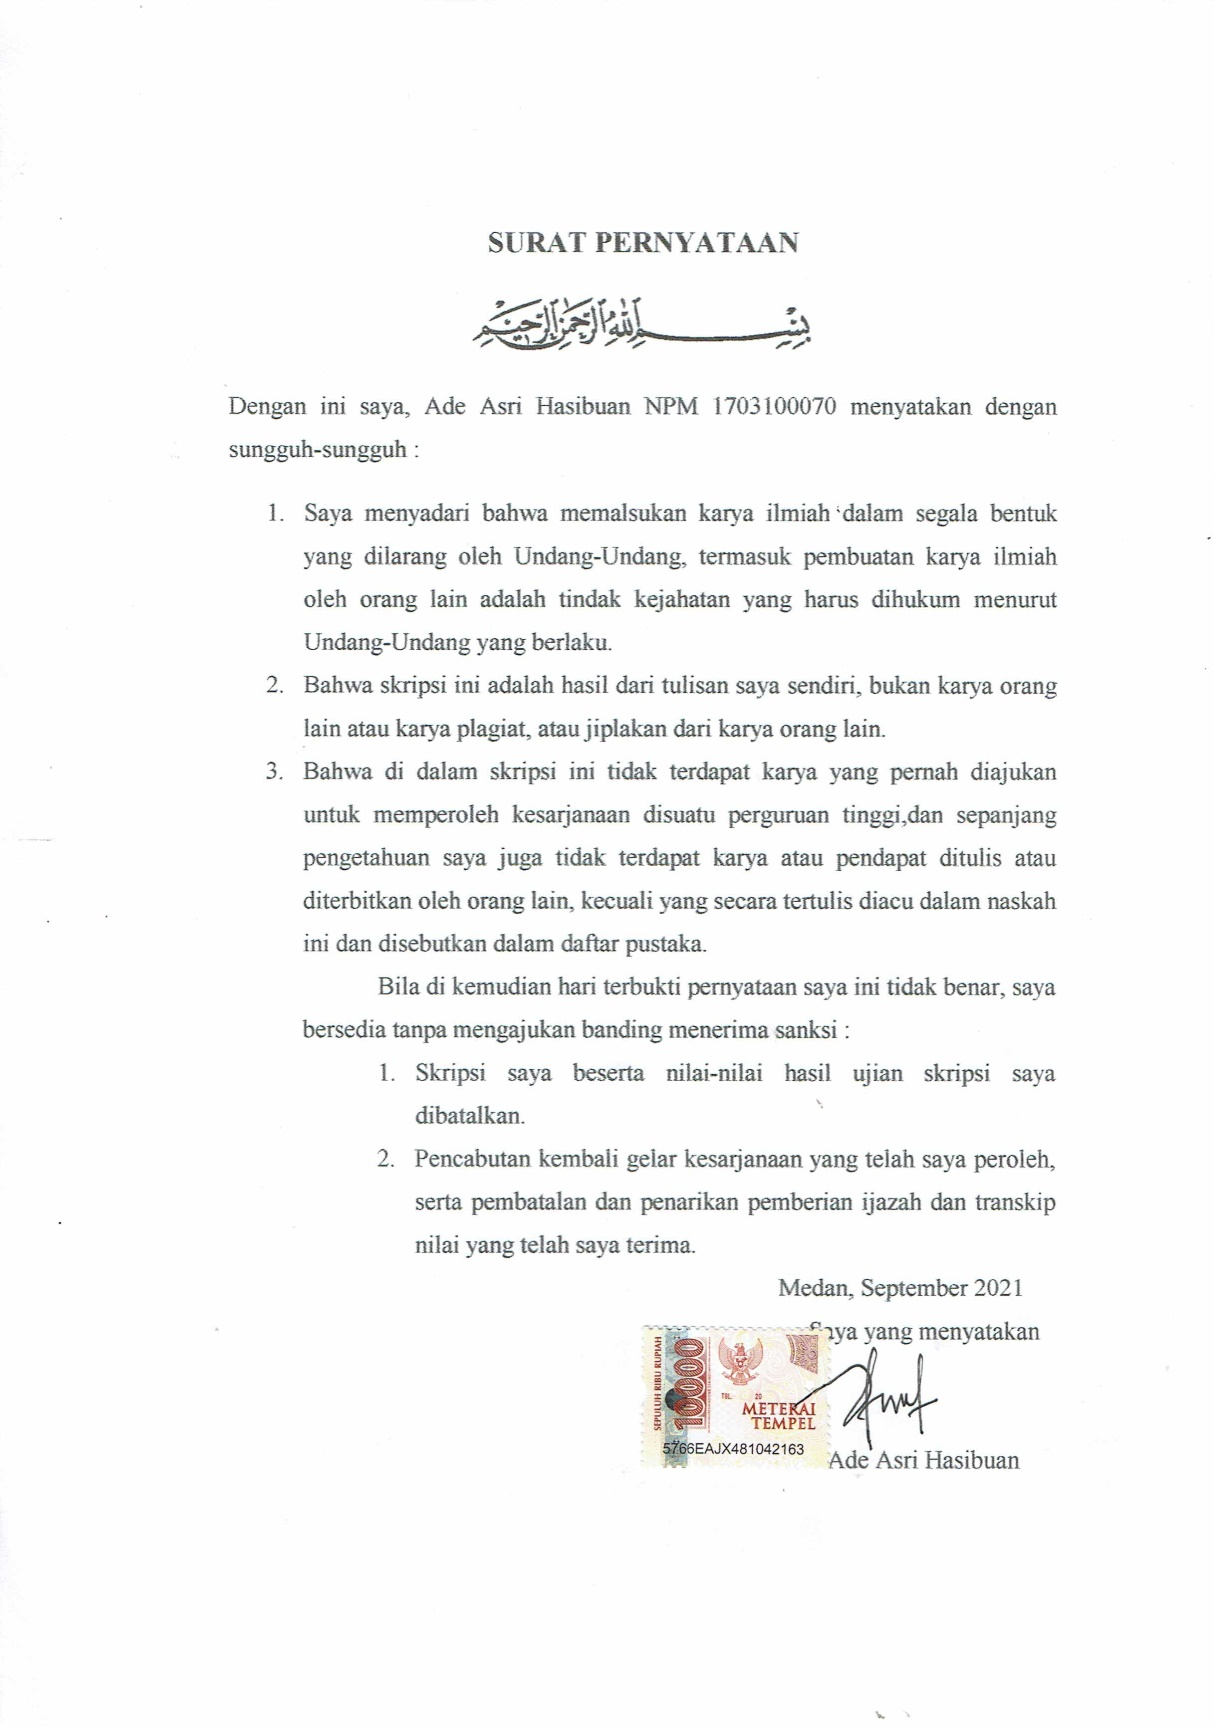 SURAT PERNYATAAN
بِسْمِ اللهِ الرَّحْمٰنِ الرَّحِيْمِ
Dengan ini saya, Ade Asri Hasibuan NPM 1703100070 menyatakan dengan
sungguh-sungguh :
1. Saya menyadari bahwa memalsukan karya ilmiah dalam segala bentuk
yang dilarang oleh Undang-Undang, termasuk pembuatan karya ilmiah
oleh orang lain adalah tindak kejahatan yang harus dihukum menurut
Undang-Undang yang berlaku.
2. Bahwa skripsi ini adalah hasil dari tulisan saya sendiri, bukan karya orang
lain atau karya plagiat, atau jiplakan dari karya orang lain.
3. Bahwa di dalam skripsi ini tidak terdapat karya yang pernah diajukan
untuk memperoleh kesarjanaan disuatu perguruan tinggi,dan sepanjang
pengetahuan saya juga tidak terdapat karya atau pendapat ditulis atau
diterbitkan oleh orang lain, kecuali yang secara tertulis diacu dalam naskah
ini dan disebutkan dalam daftar pustaka.
Bila di kemudian hari terbukti pernyataan saya ini tidak benar, saya
bersedia tanpa mengajukan banding menerima sanksi :
1. Skripsi saya beserta nilai-nilai hasil ujian skripsi saya
dibatalkan.
2. Pencabutan kembali gelar kesarjanaan yang telah saya peroleh,
serta pembatalan dan penarikan pemberian ijazah dan transkip
nilai yang telah saya terima.
Medan, September 2021
Saya yang menyatakan
SEPULUH RIBU RUPIAH
10000
TGL. 20
METERAI
TEMPEL
5766EAJX481042163
Ade Asri Hasibuan